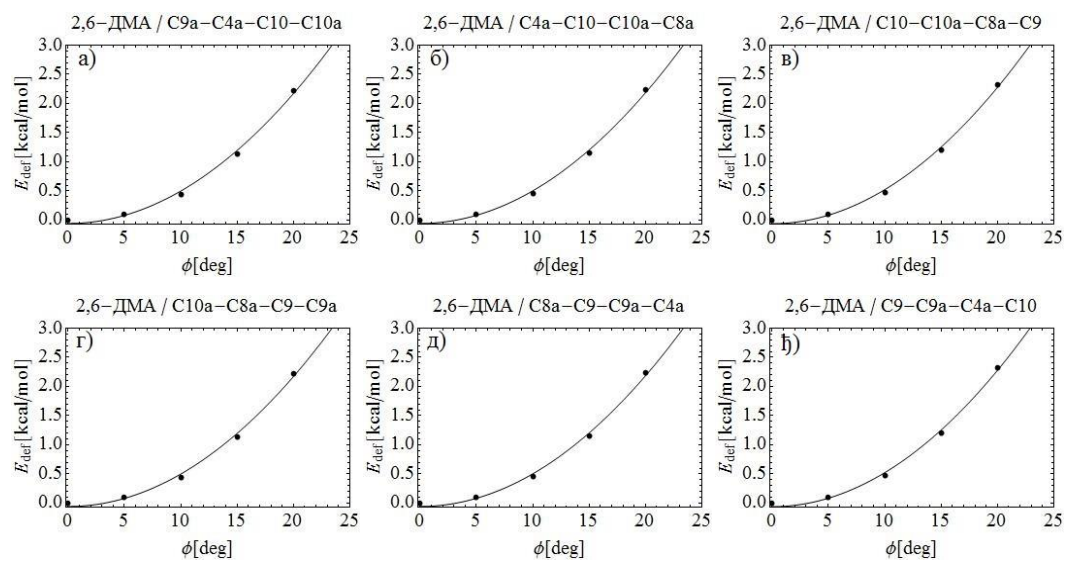 2,6−ДМА / C9a−C4a−C10−C10a
а)
E def [kcal/mol]
3.0
2.5
2.0
1.5
1.0
0.5
0.0
0 5 10 15 20 25
ϕ[deg]
2,6−ДМА / C4a−C10−C10a−C8a
б)
E def [kcal/mol]
3.0
2.5
2.0
1.5
1.0
0.5
0.0
0 5 10 15 20 25
ϕ[deg]
2,6−ДМА / C10−C10a−C8a−C9
в)
E def [kcal/mol]
3.0
2.5
2.0
1.5
1.0
0.5
0.0
0 5 10 15 20 25
ϕ[deg]
2,6−ДМА / C10a−C8a−C9−C9a
г)
E def [kcal/mol]
3.0
2.5
2.0
1.5
1.0
0.5
0.0
0 5 10 15 20 25
ϕ[deg]
2,6−ДМА / C8a−C9−C9a−C4a
д)
E def [kcal/mol]
3.0
2.5
2.0
1.5
1.0
0.5
0.0
0 5 10 15 20 25
ϕ[deg]
2,6−ДМА / C9−C9a−C4a−C10
ђ)
E def [kcal/mol]
3.0
2.5
2.0
1.5
1.0
0.5
0.0
0 5 10 15 20 25
ϕ[deg]